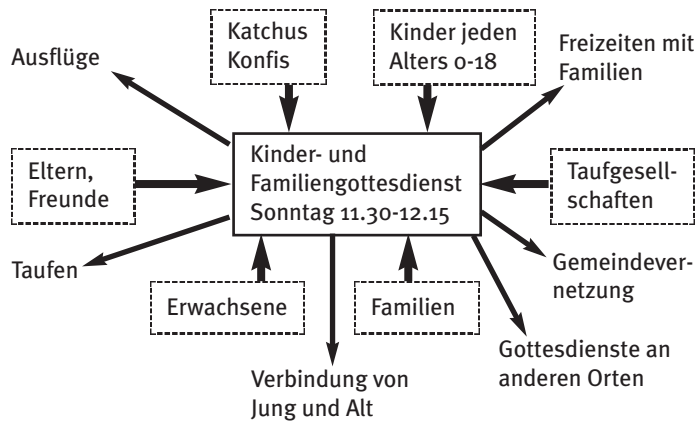 Katchus
Konfis
Kinder jeden
Alters 0-18
Ausflüge
Freizeiten mit
Familien
Eltern,
Freunde
Kinder- und
Familiengottesdienst
Sonntag 11.30-12.15
Taufgesell-
schaften
Taufen
Erwachsene
Familien
Gemeindever-
netzung
Verbindung von
Jung und Alt
Gottesdienste an
anderen Orten